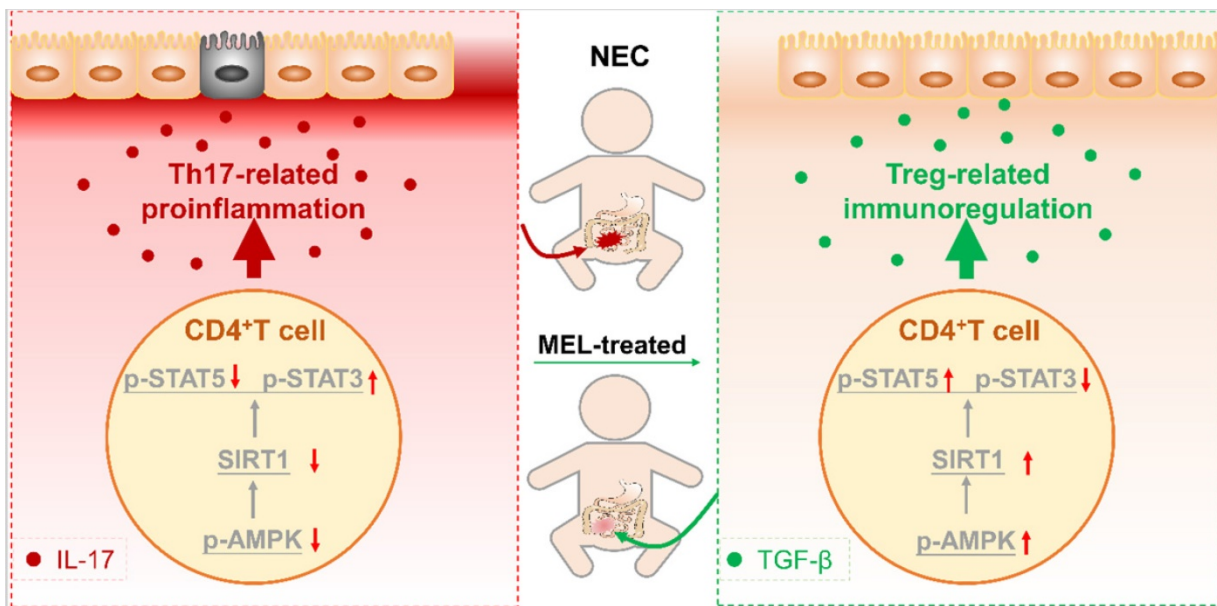 NEC
Th17-related
proinflammation
CD4⁺T cell
p-STAT5 p-STAT3
SIRT1
p-AMPK
IL-17
MEL-treated
Treg-related
immunoregulation
CD4⁺T cell
p-STAT5 p-STAT3
SIRT1
p-AMPK
TGF-β